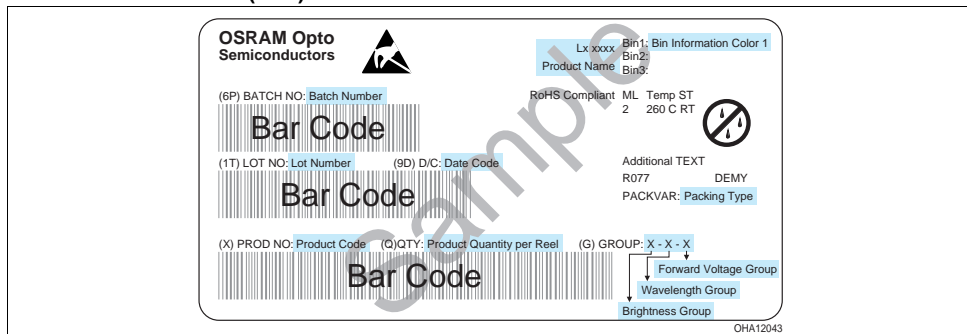 OSRAM Opto
Semiconductors
Lx xxxx
Product Name
Bin1: Bin Information Color 1
Bin2:
Bin3:
RoHS Compliant ML Temp ST
2 260 C RT
(6P) BATCH NO: Batch Number
Bar Code
(1T) LOT NO: Lot Number (9D) D/C: Date Code
Bar Code
Additional TEXT
R077 DEMY
PACKVAR: Packing Type
(X) PROD NO: Product Code (Q)QTY: Product Quantity per Reel (G) GROUP: X - X - X
Bar Code
Forward Voltage Group
Wavelength Group
Brightness Group
Sample
OHA12043